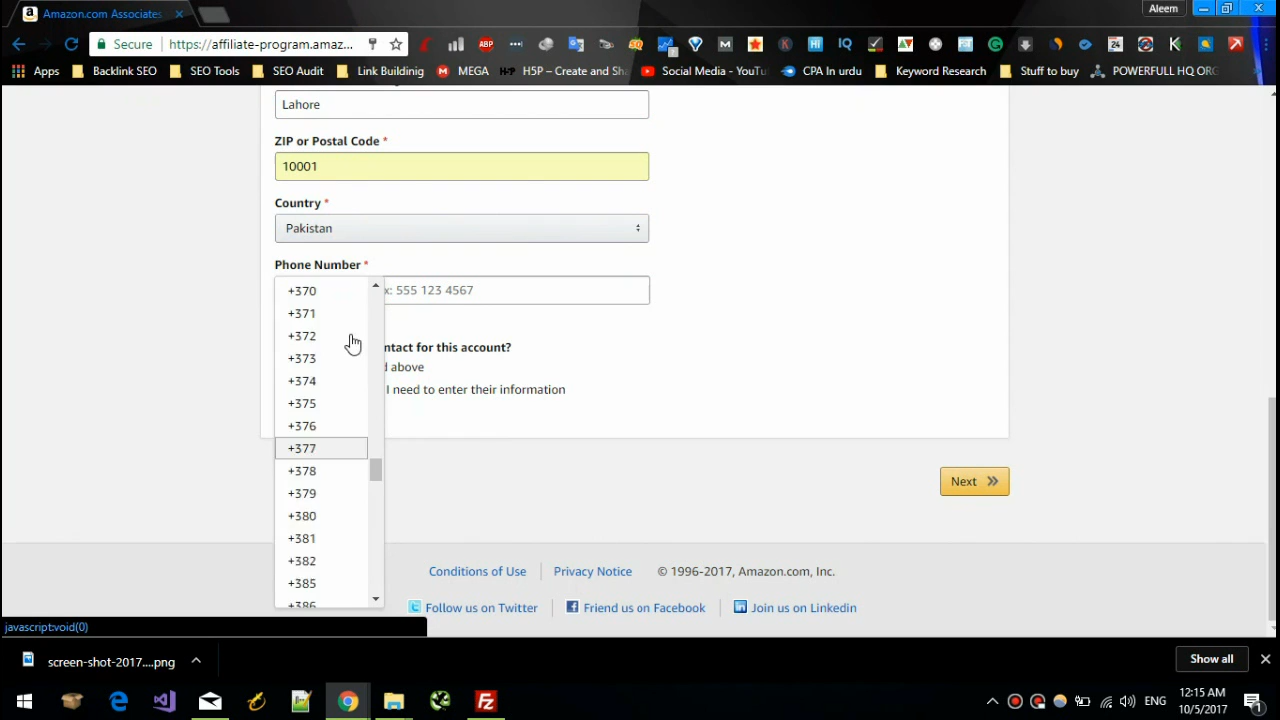 Amazon.com Associates
Aleem
Secure
https://affiliate-program.amaz...
Apps
Backlink SEO
SEO Tools
SEO Audit
Link Buildinig
MEGA
H5P – Create and Sha
Social Media - YouTu
CPA In urdu
Keyword Research
Stuff to buy
POWERFULL HQ ORG
Lahore
ZIP or Postal Code *
10001
Country *
Pakistan
Phone Number *
x: 555 123 4567
+370
+371
+372
+373
+374
+375
+376
+377
+378
+379
+380
+381
+382
+385
+386
ntact for this account?
d above
I need to enter their information
Next
Conditions of Use
Privacy Notice
© 1996-2017, Amazon.com, Inc.
Follow us on Twitter
Friend us on Facebook
Join us on Linkedin
javascript:void(0)
screen-shot-2017....png
Show all
ENG
12:15 AM
10/5/2017